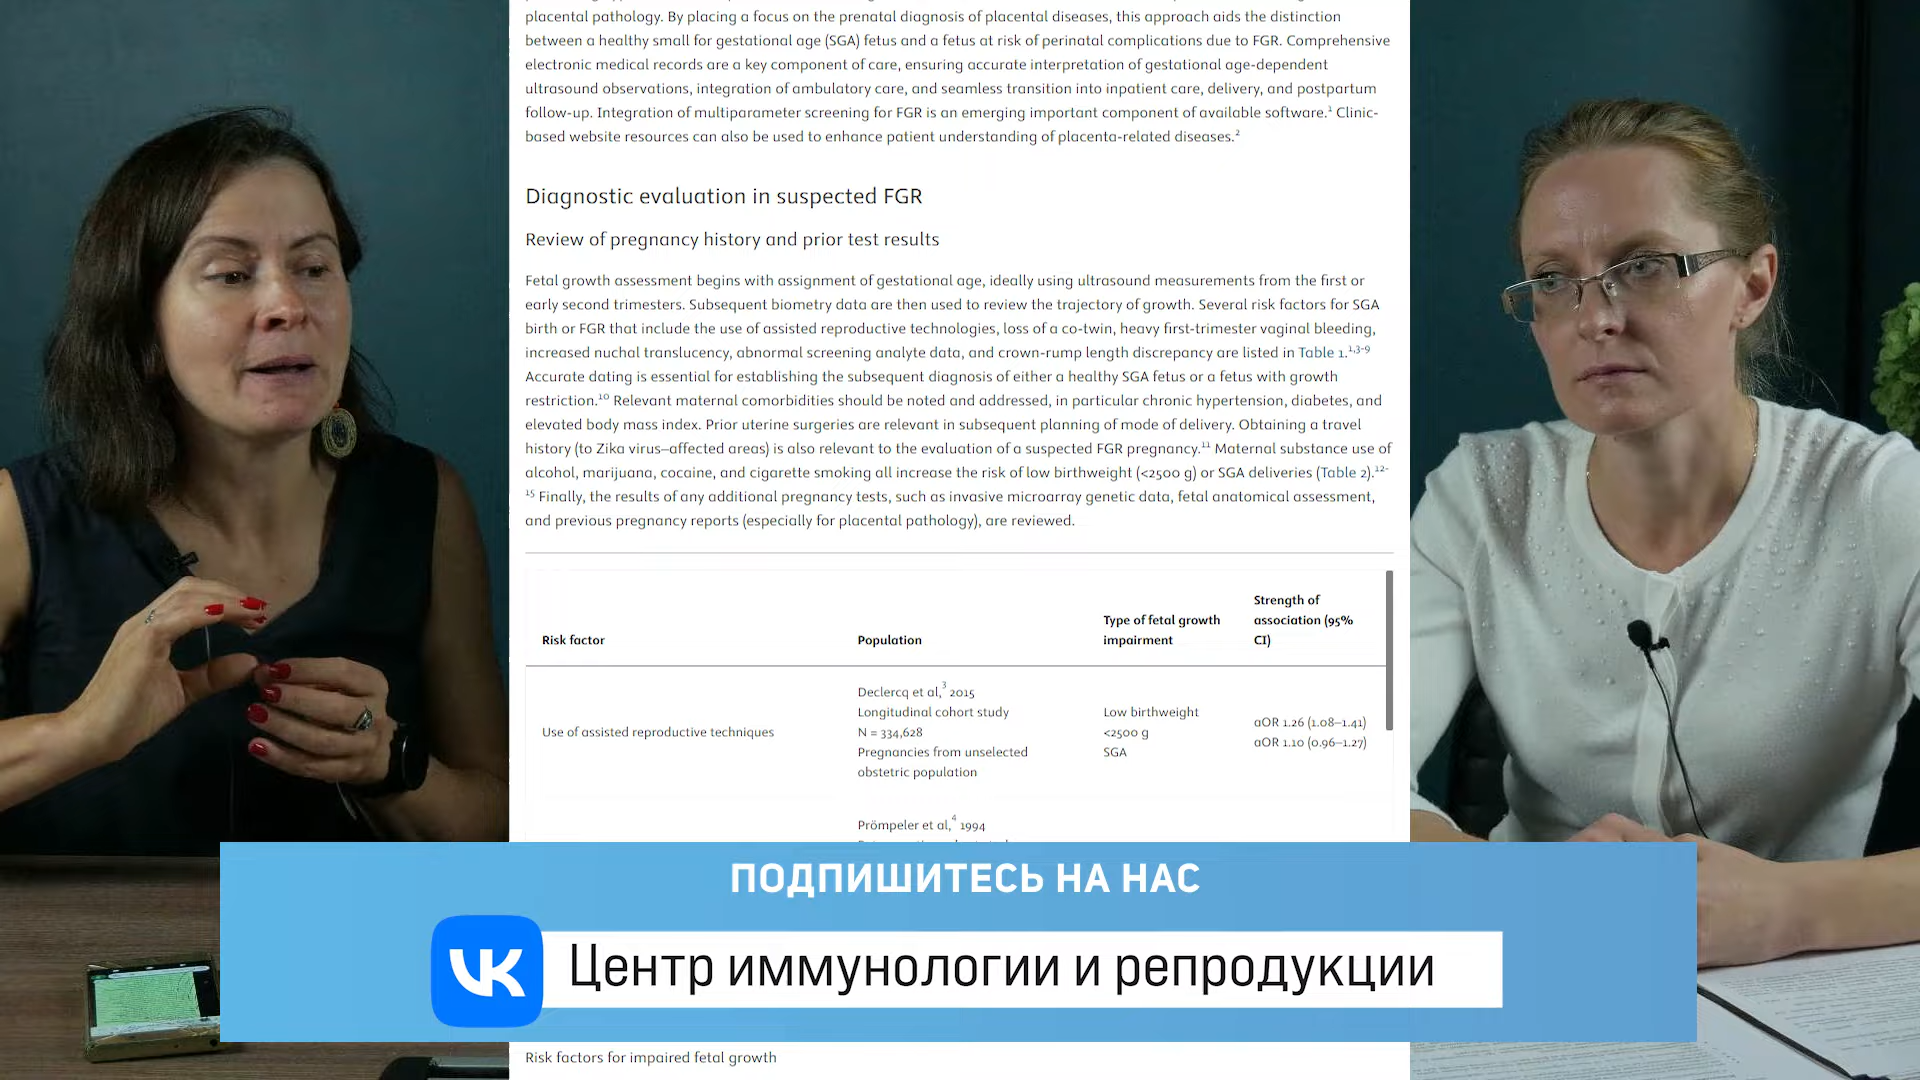 placental pathology. By placing a focus on the prenatal diagnosis of placental diseases, this approach aids the distinction
between a healthy small for gestational age (SGA) fetus and a fetus at risk of perinatal complications due to FGR. Comprehensive
electronic medical records are a key component of care, ensuring accurate interpretation of gestational age-dependent
ultrasound observations, integration of ambulatory care, and seamless transition into inpatient care, delivery, and postpartum
follow-up. Integration of multiparameter screening for FGR is an emerging important component of available software.1 Clinic-
based website resources can also be used to enhance patient understanding of placenta-related diseases.2
Diagnostic evaluation in suspected FGR
Review of pregnancy history and prior test results
Fetal growth assessment begins with assignment of gestational age, ideally using ultrasound measurements from the first or
early second trimesters. Subsequent biometry data are then used to review the trajectory of growth. Several risk factors for SGA
birth or FGR that include the use of assisted reproductive technologies, loss of a co-twin, heavy first-trimester vaginal bleeding,
increased nuchal translucency, abnormal screening analyte data, and crown-rump length discrepancy are listed in Table 1.1,3-9
Accurate dating is essential for establishing the subsequent diagnosis of either a healthy SGA fetus or a fetus with growth
restriction.10 Relevant maternal comorbidities should be noted and addressed, in particular chronic hypertension, diabetes, and
elevated body mass index. Prior uterine surgeries are relevant in subsequent planning of mode of delivery. Obtaining a travel
history (to Zika virus–affected areas) is also relevant to the evaluation of a suspected FGR pregnancy.11 Maternal substance use of
alcohol, marijuana, cocaine, and cigarette smoking all increase the risk of low birthweight (<2500 g) or SGA deliveries (Table 2).12-
15 Finally, the results of any additional pregnancy tests, such as invasive microarray genetic data, fetal anatomical assessment,
and previous pregnancy reports (especially for placental pathology), are reviewed.
Risk factor
Population
Type of fetal growth
impairment
Strength of
association (95%
CI)
Use of assisted reproductive techniques
Declercq et al,3 2015
Longitudinal cohort study
N = 334,628
Pregnancies from unselected
obstetric population
Low birthweight
<2500 g
SGA
aOR 1.26 (1.08–1.41)
aOR 1.10 (0.96–1.27)
Prömpeler et al,4 1994
ПОДПИШИТЕСЬ НА НАС
VK
Центр иммунологии и репродукции
Risk factors for impaired fetal growth